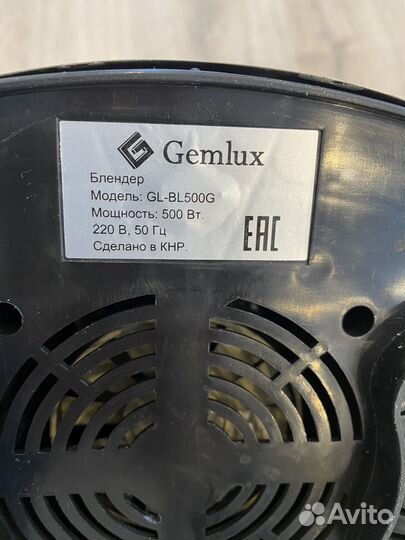 Gemlux
Блендер
Модель: GL-BL500G
Мощность: 500 Вт.
220 В, 50 Гц
Сделано в КНР.
EAC
Avito